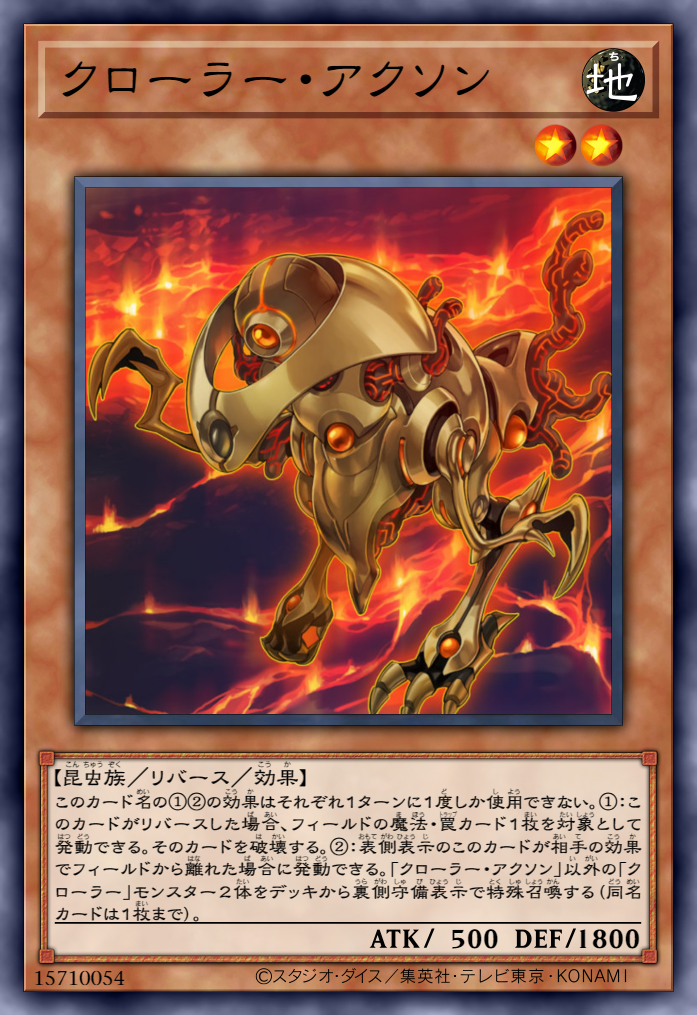 クローラー・アクソン
ち
地
こんちゅうぞく こうか
【昆虫族／リバース／効果】
このカード名の①②の効果はそれぞれ1ターンに1度しか使用できない。①：こ
のカードがリバースした場合、フィールドの魔法・罠カード1枚を対象として
発動できる。そのカードを破壊する。②：表側表示のこのカードが相手の効果
でフィールドから離れた場合に発動できる。「クローラー・アクソン」以外の「ク
ローラー」モンスター2体をデッキから裏側守備表示で特殊召喚する（同名
カードは1枚まで）。
ATK/ 500 DEF/1800
15710054 ©スタジオ・ダイス／集英社・テレビ東京・KONAMI